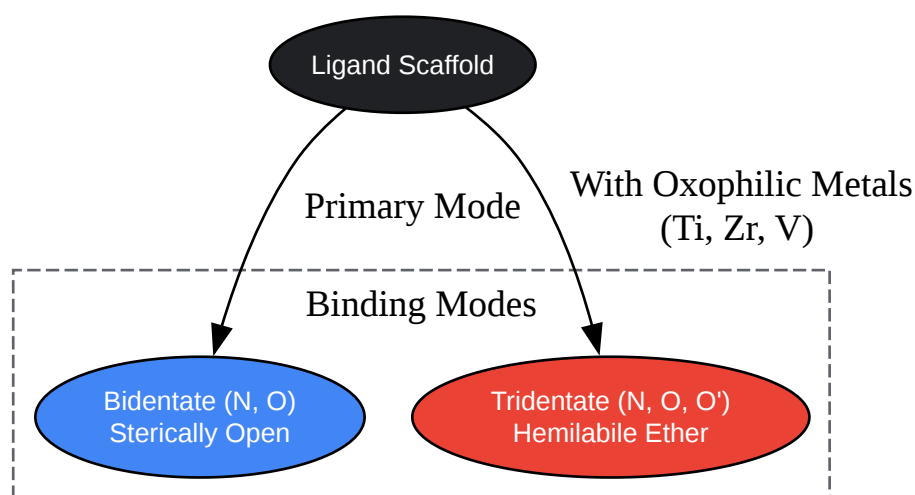 Ligand Scaffold
Primary Mode
With Oxophilic Metals
(Ti, Zr, V)
Binding Modes
Bidentate (N, O)
Sterically Open
Tridentate (N, O, O')
Hemilabile Ether